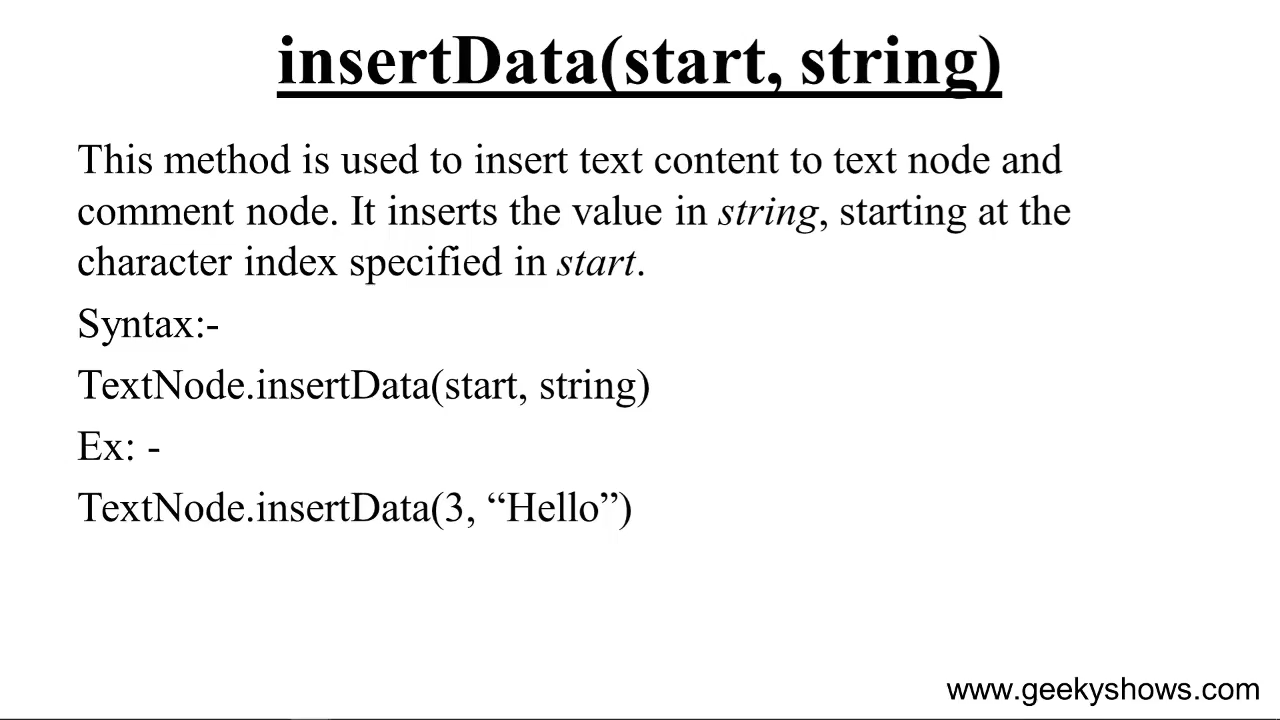 insertData(start, string)
This method is used to insert text content to text node and
comment node. It inserts the value in string, starting at the
character index specified in start.
Syntax:-
TextNode.insertData(start, string)
Ex: -
TextNode.insertData(3, “Hello”)
www.geekyshows.com